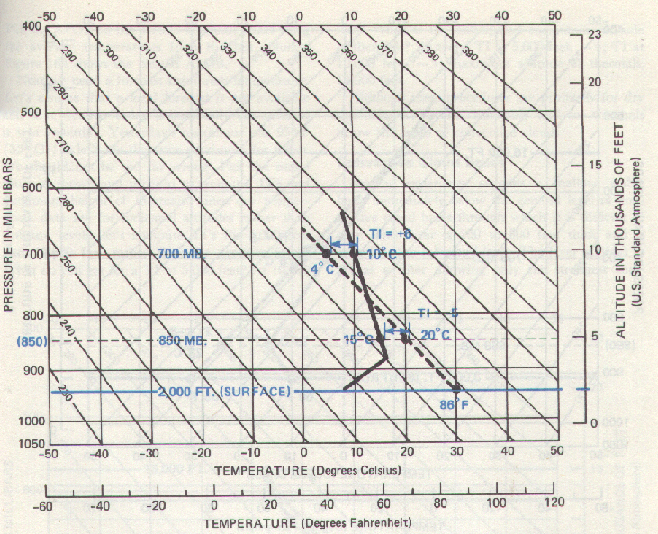 -50 -40 -30 -20 -10 0 10 20 30 40 50
400
500
600
700
800
(850)
900
1000
1050
PRESSURE IN MILLIBARS
290 300 310 320 330 340 350 360 370 380 390
280
270
260
250
240
230
TI = +6
700 MB.
10°C
4°C
TI = -5
850 MB.
20°C
2,000 FT. (SURFACE)
86°F
23
20
15
10
5
0
ALTITUDE IN THOUSANDS OF FEET
(U.S. Standard Atmosphere)
-50 -40 -30 -20 -10 0 10 20 30 40 50
TEMPERATURE (Degrees Celsius)
-60 -40 -20 0 20 40 60 80 100 120
TEMPERATURE (Degrees Fahrenheit)